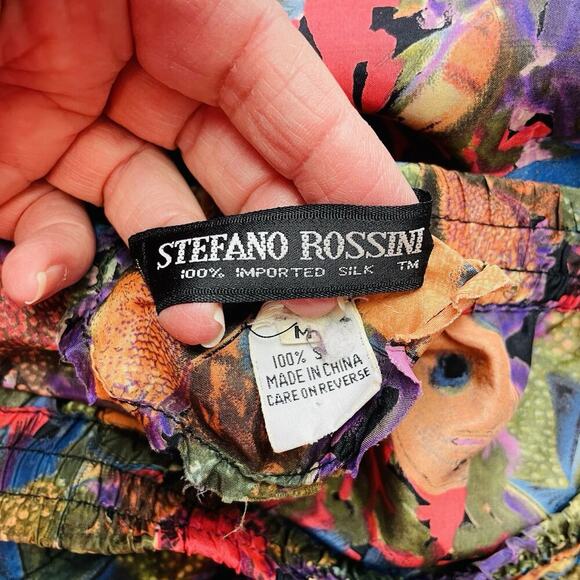 STEFANO ROSSINI
100% IMPORTED SILK TM
M
100% S
MADE IN CHINA
CARE ON REVERSE